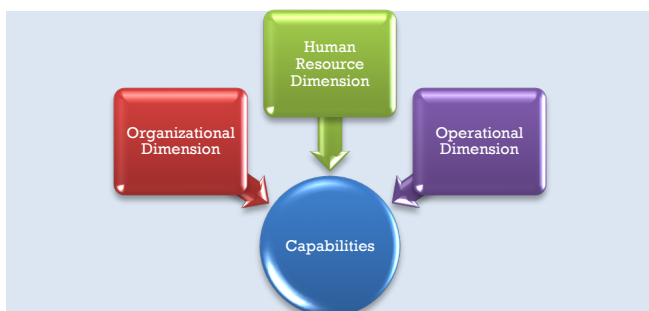 Human
Resource
Dimension
Organizational
Dimension
Operational
Dimension
Capabilities